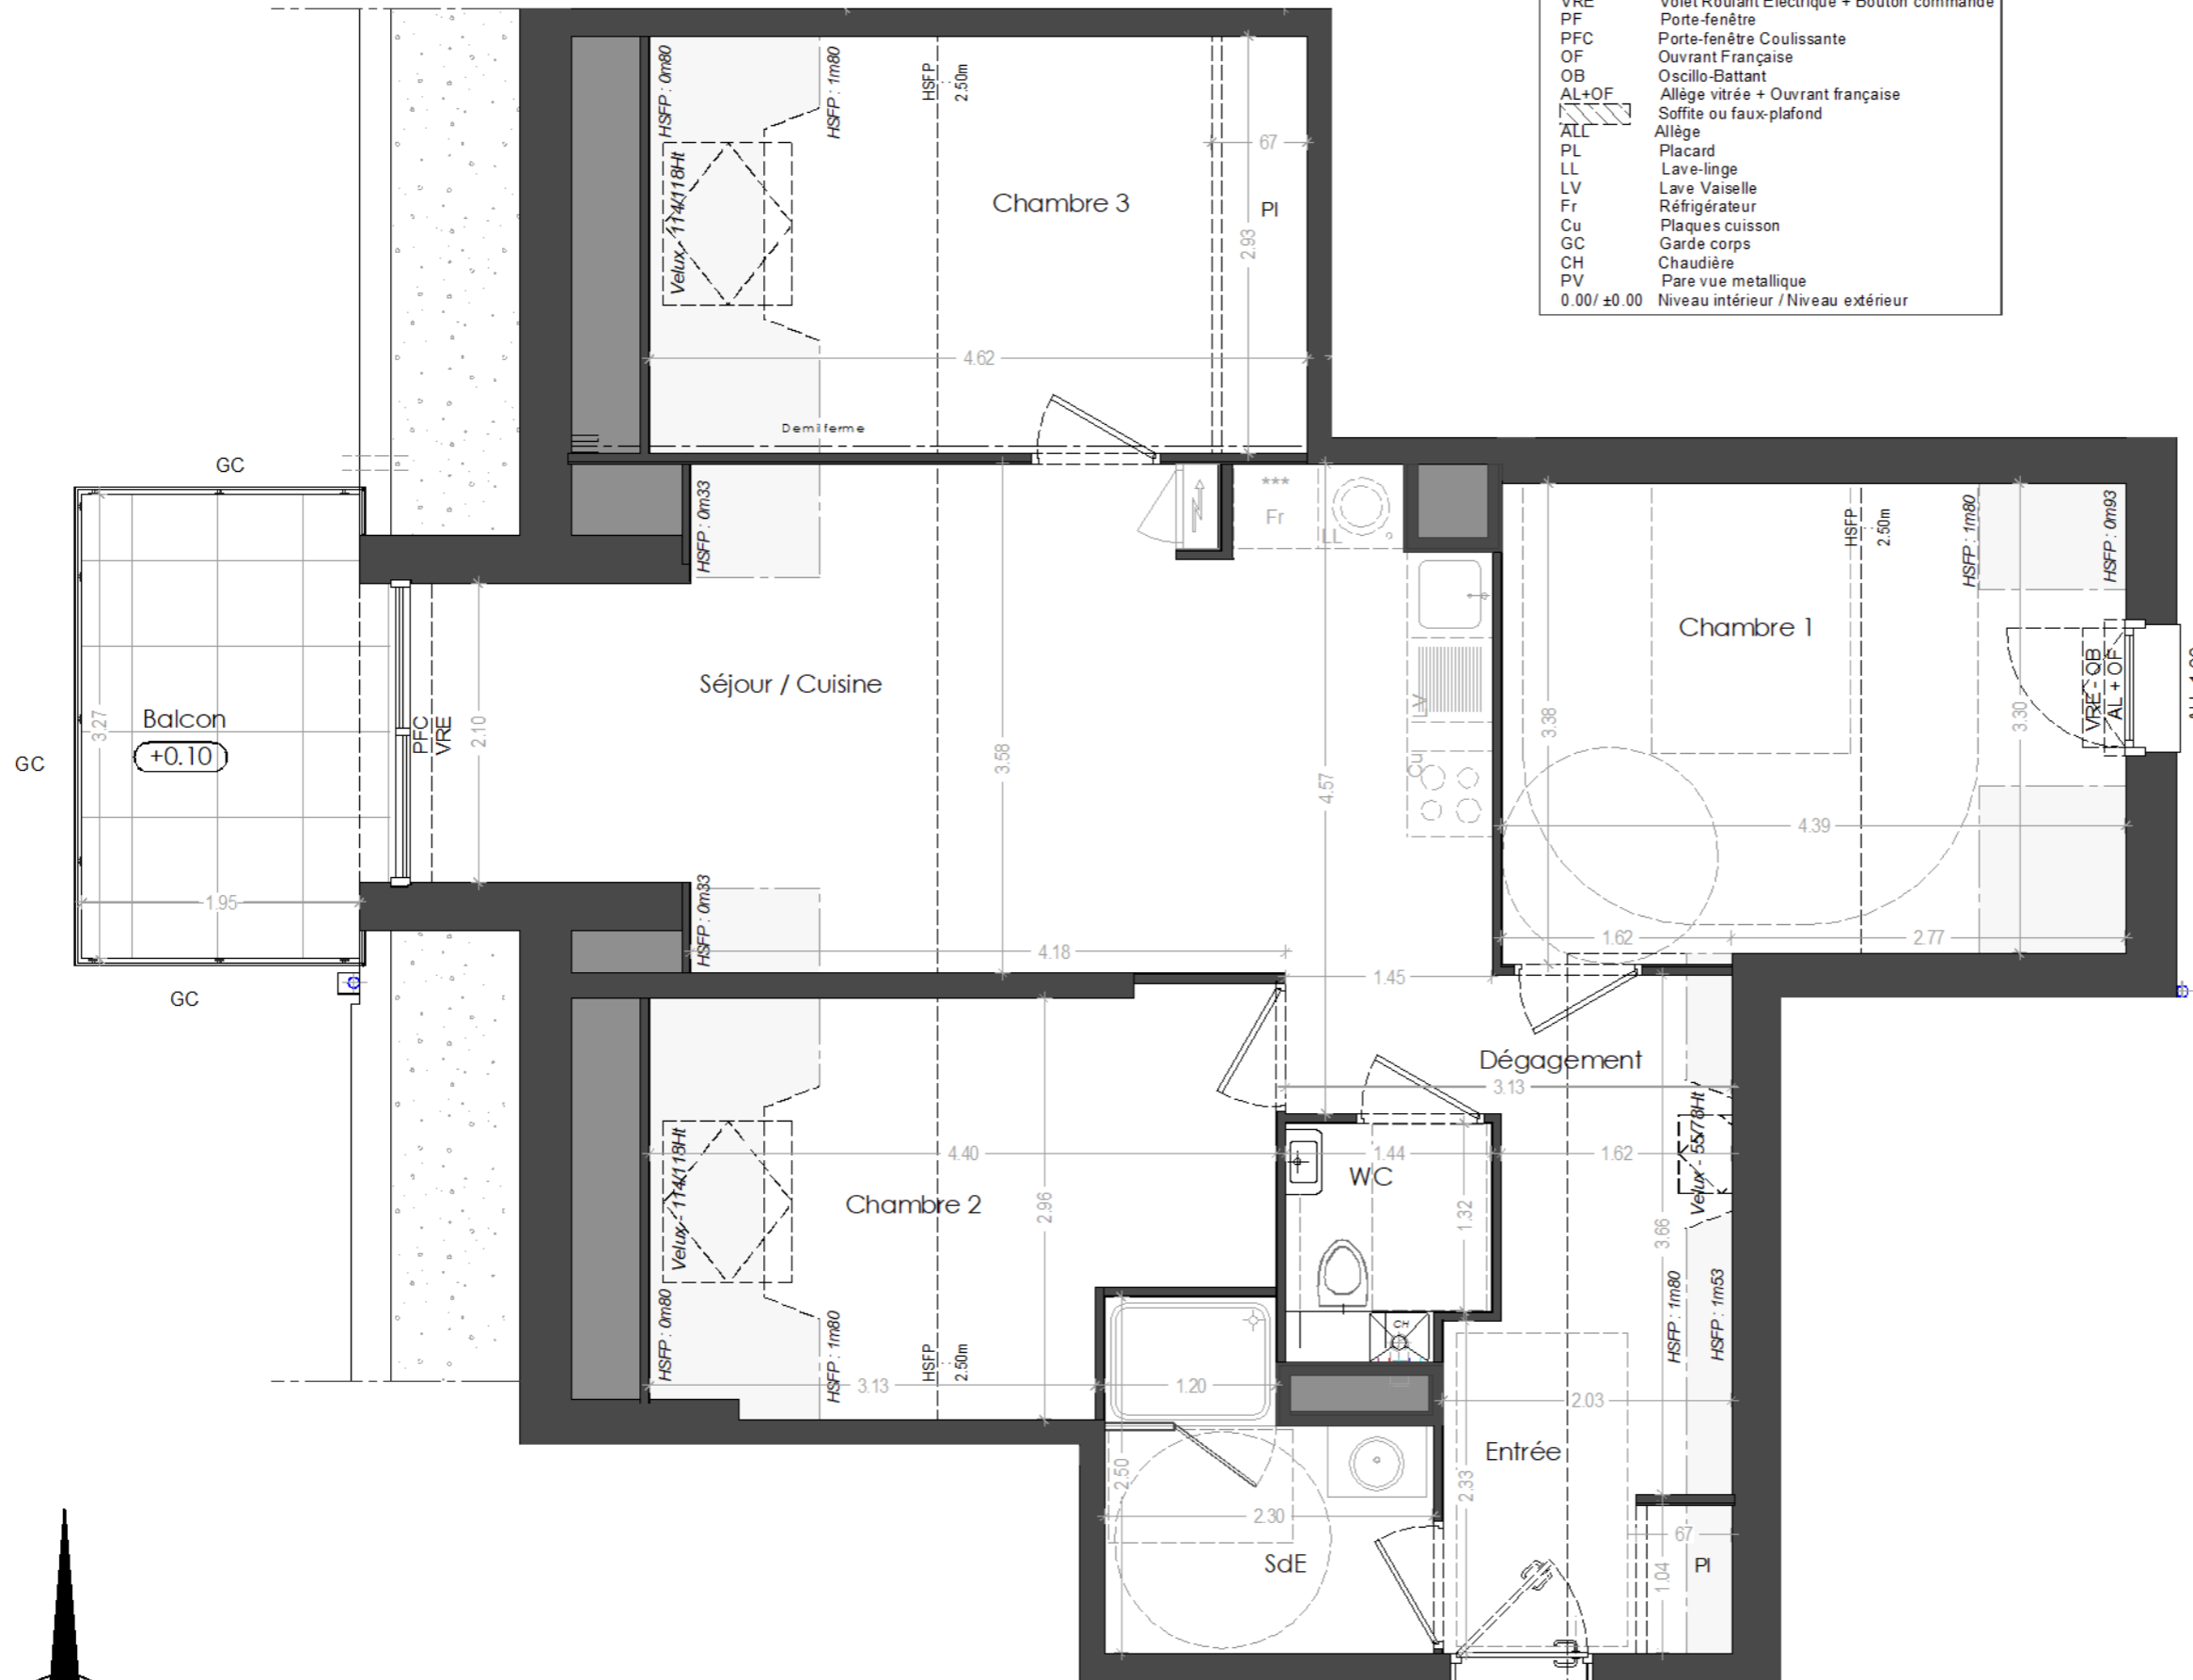 VRE Volet Roulant Electrique + Bouton commande
PF Porte-fenêtre
PFC Porte-fenêtre Coulissante
OF Ouvrant Française
OB Oscillo-Battant
AL+OF Allège vitrée + Ouvrant française
Soffite ou faux-plafond
ALL Allège
PL Placard
LL Lave-linge
LV Lave Vaiselle
Fr Réfrigérateur
Cu Plaques cuisson
GC Garde corps
CH Chaudière
PV Pare vue metallique
0.00/ ±0.00 Niveau intérieur / Niveau extérieur
HSFP : 0m80
HSFP : 1m80
HSFP
2.50m
67
Velux - 114/118Ht
Chambre 3
Pl
2.93
4.62
Demi ferme
GC
GC
GC
Balcon
+0.10
3.27
1.95
PFC
VRE
2.10
HSFP : 0m33
HSFP : 0m33
Séjour / Cuisine
3.58
4.18
4.57
1.45
***
Fr
LL
LV
Cu
Chambre 1
HSFP
2.50m
HSFP : 1m80
HSFP : 0m93
VRE - OB
AL + OF
3.38
3.30
4.39
1.62
2.77
Dégagement
3.13
Velux - 55/78Ht
4.40
1.44
WC
1.62
1.32
3.66
Chambre 2
2.96
Velux - 114/118Ht
HSFP : 0m80
HSFP : 1m80
HSFP
2.50m
3.13
1.20
CH
HSFP : 1m80
HSFP : 1m53
2.03
Entrée
2.33
2.50
2.30
SdE
67
1.04
Pl